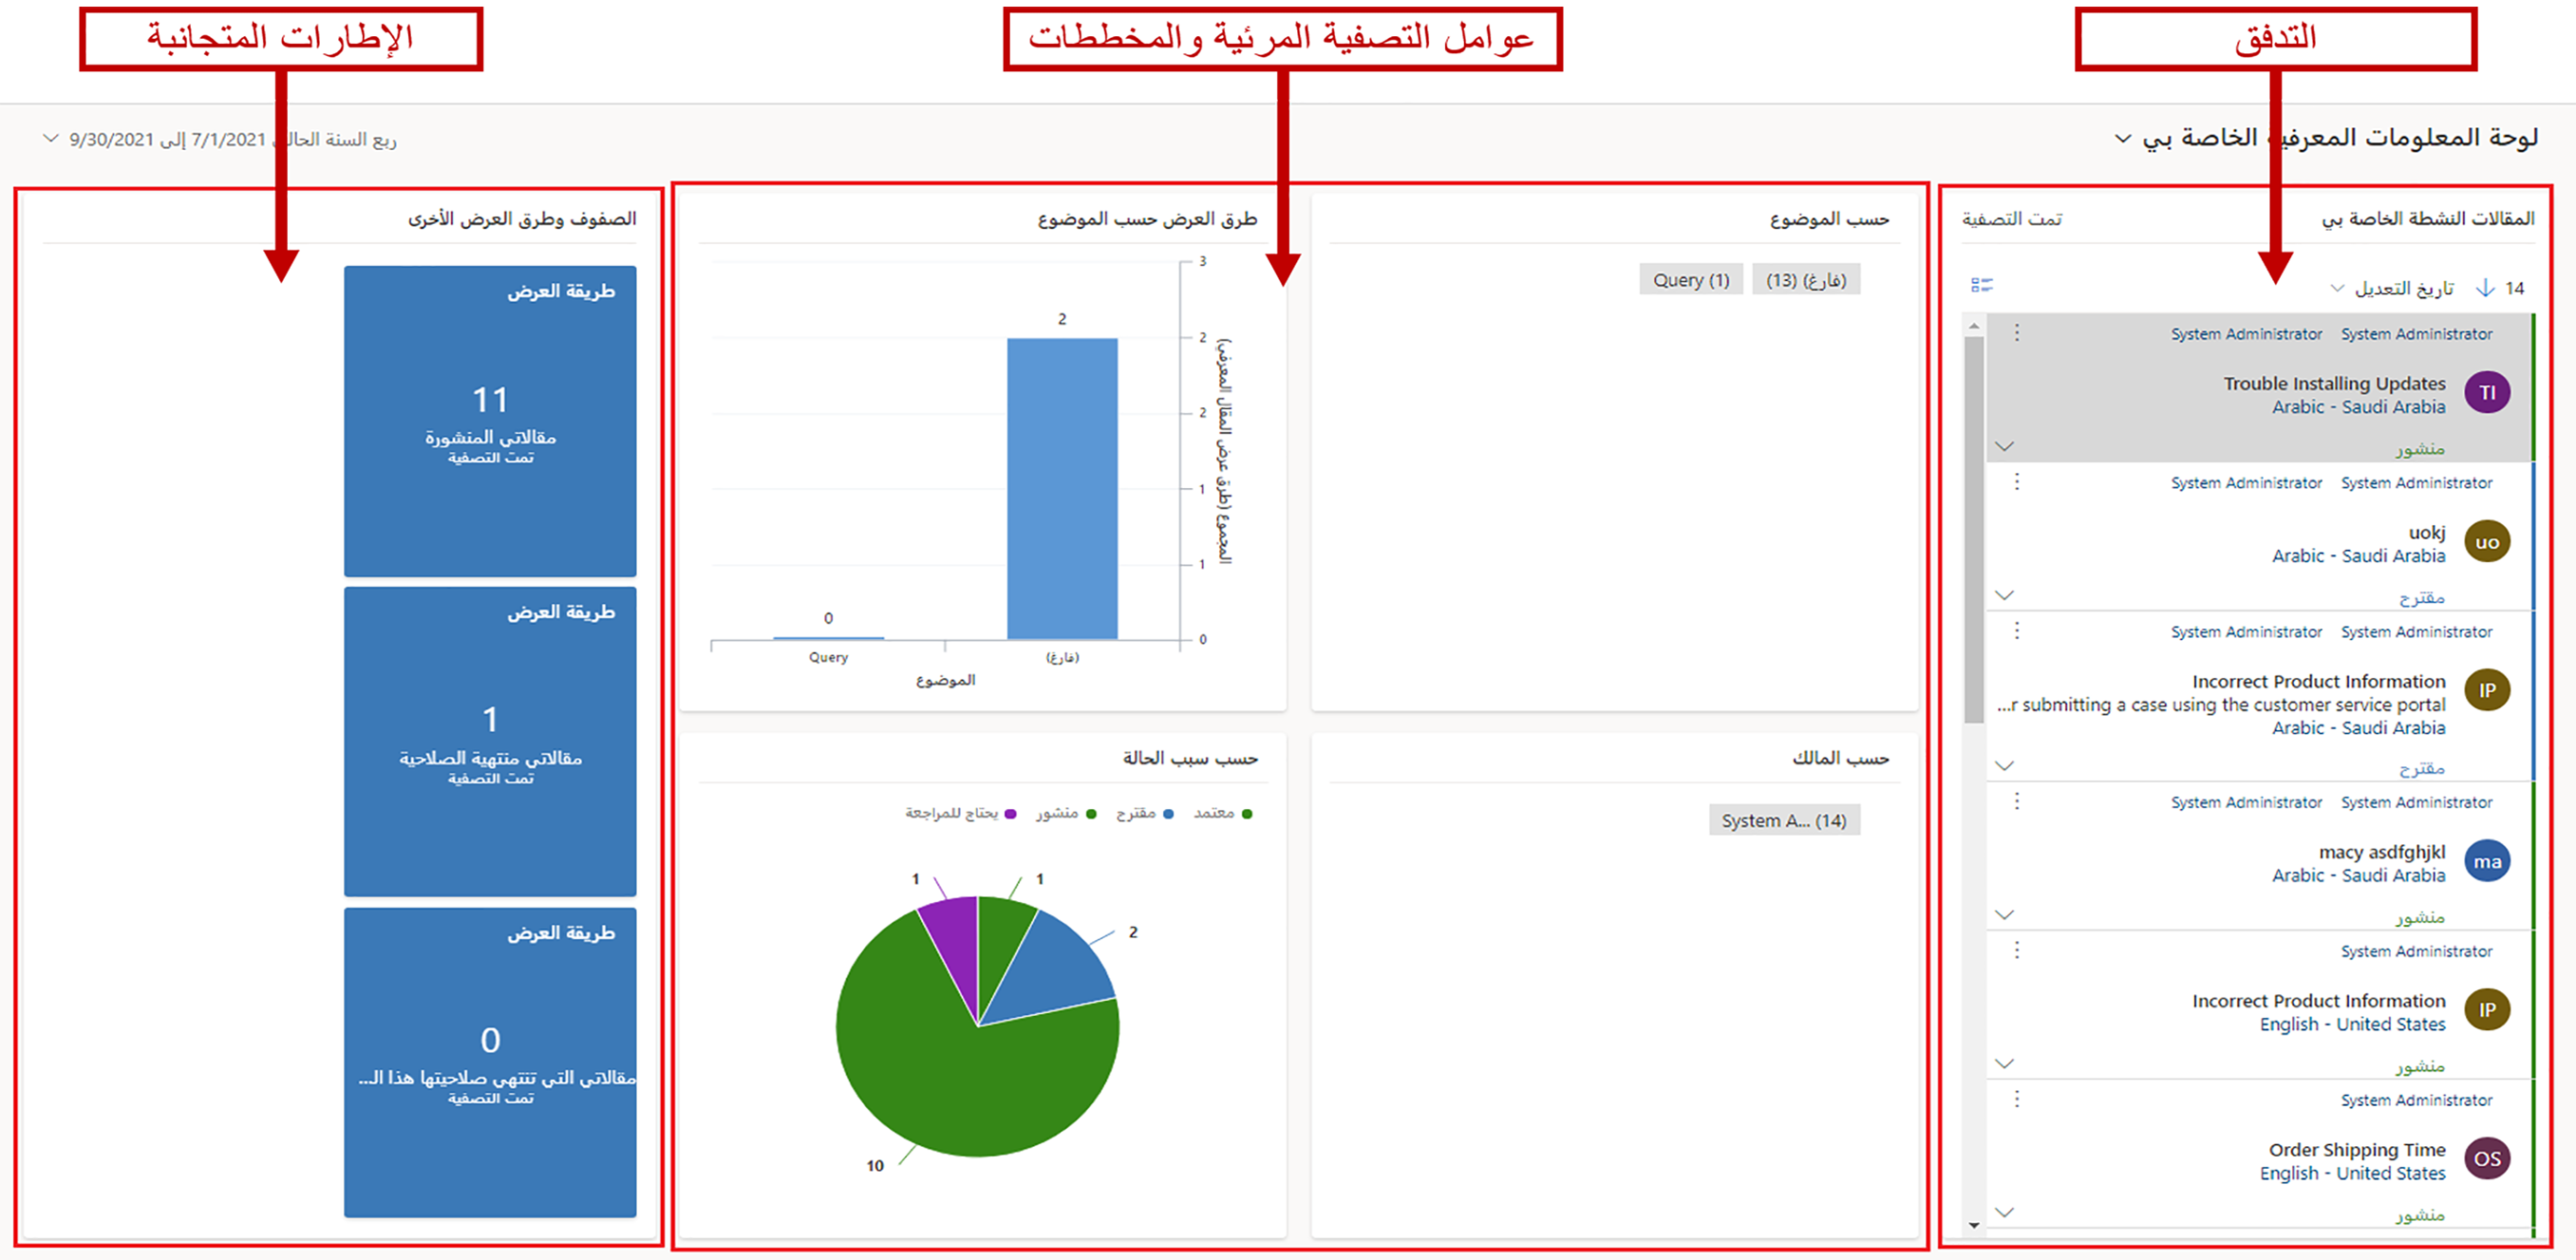 التدفق
عوامل التصفية المرئية والمخططات
الإطارات المتجانبة
لوحة المعلومات المعرفية الخاصة بي
ربع السنة الحالي 7/1/2021 إلى 9/30/2021
المقالات النشطة الخاصة بي
تمت التصفية
14 تاريخ التعديل
System Administrator System Administrator
TI
Trouble Installing Updates
Arabic - Saudi Arabia
منشور
System Administrator System Administrator
uo
uokj
Arabic - Saudi Arabia
مقترح
System Administrator System Administrator
IP
Incorrect Product Information
...r submitting a case using the customer service portal
Arabic - Saudi Arabia
مقترح
System Administrator System Administrator
ma
macy asdfghjkl
Arabic - Saudi Arabia
منشور
System Administrator
IP
Incorrect Product Information
English - United States
منشور
System Administrator
OS
Order Shipping Time
English - United States
منشور
حسب الموضوع
(فارغ) (13)
Query (1)
طرق العرض حسب الموضوع
3
2
2
1
1
0
المجموع (طرق عرض المقال المعرفي)
2
0
(فارغ)
Query
الموضوع
حسب المالك
System A... (14)
حسب سبب الحالة
معتمد
مقترح
منشور
يحتاج للمراجعة
1
1
2
10
الصفوف وطرق العرض الأخرى
طريقة العرض
11
مقالاتي المنشورة
تمت التصفية
طريقة العرض
1
مقالاتي منتهية الصلاحية
تمت التصفية
طريقة العرض
0
مقالاتي التي تنتهي صلاحيتها هذا الـ...
تمت التصفية